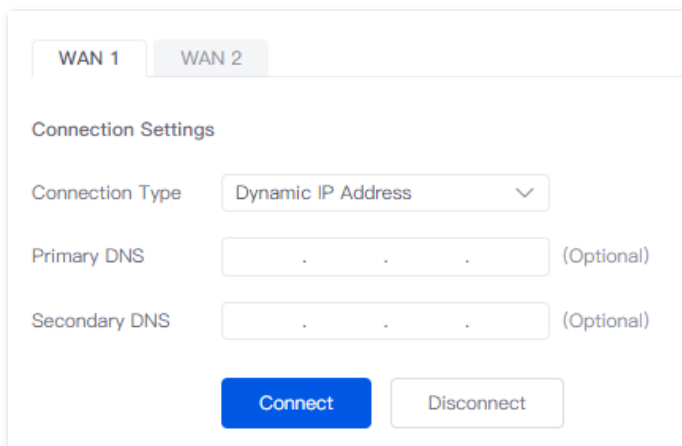 WAN 1 WAN 2
Connection Settings
Connection Type Dynamic IP Address
Primary DNS . . . (Optional)
Secondary DNS . . . (Optional)
Connect Disconnect